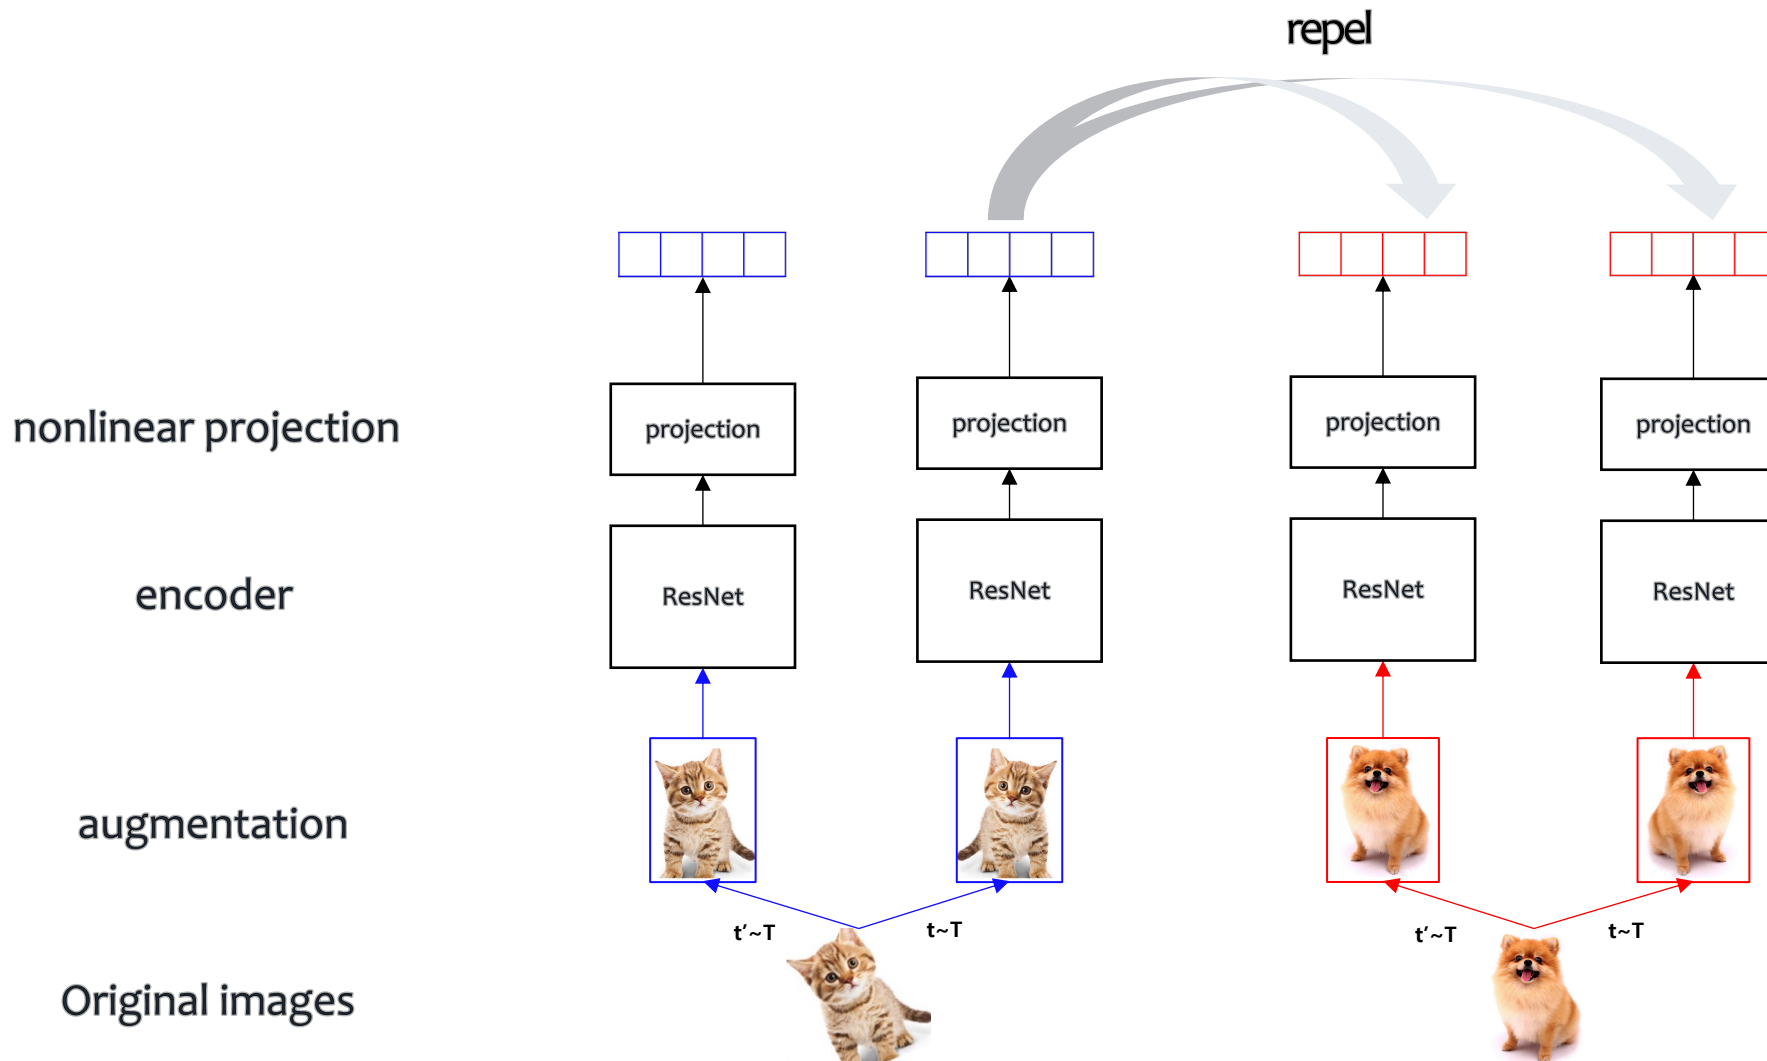 repel
nonlinear projection
projection
projection
projection
projection
encoder
ResNet
ResNet
ResNet
ResNet
augmentation
t’~T
t~T
t’~T
t~T
Original images